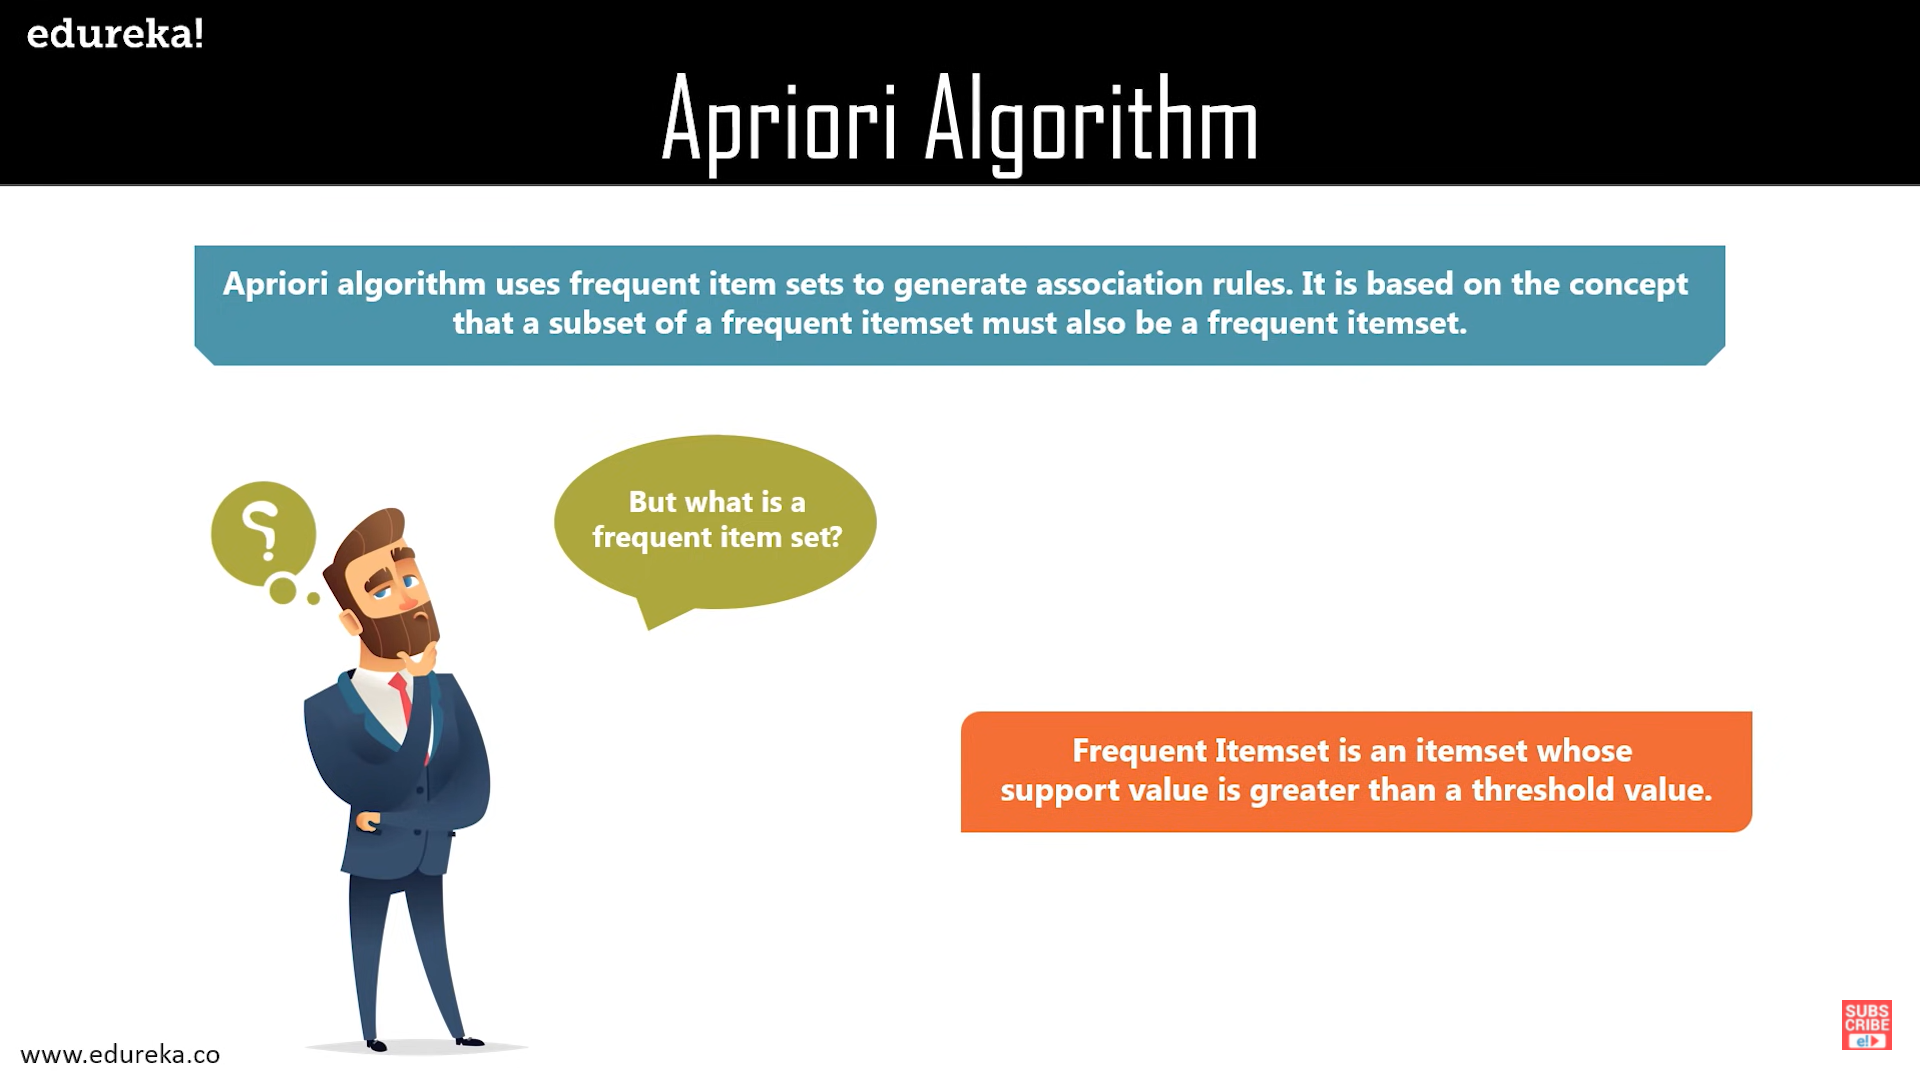 edureka!
Apriori Algorithm
Apriori algorithm uses frequent item sets to generate association rules. It is based on the concept
that a subset of a frequent itemset must also be a frequent itemset.
?
But what is a
frequent item set?
Frequent Itemset is an itemset whose
support value is greater than a threshold value.
www.edureka.co
SUBS
CRIBE
e!